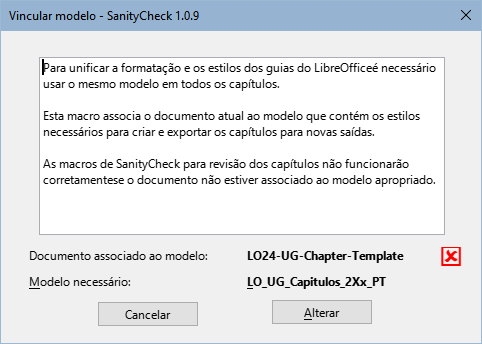 Vincular modelo - SanityCheck 1.0.9
Para unificar a formatação e os estilos dos guias do LibreOfficeé necessário
usar o mesmo modelo em todos os capítulos.
Esta macro associa o documento atual ao modelo que contém os estilos
necessários para criar e exportar os capítulos para novas saídas.
As macros de SanityCheck para revisão dos capítulos não funcionarão
corretamentese o documento não estiver associado ao modelo apropriado.
Documento associado ao modelo: LO24-UG-Chapter-Template
Modelo necessário: LO_UG_Capitulos_2Xx_PT
Cancelar Alterar